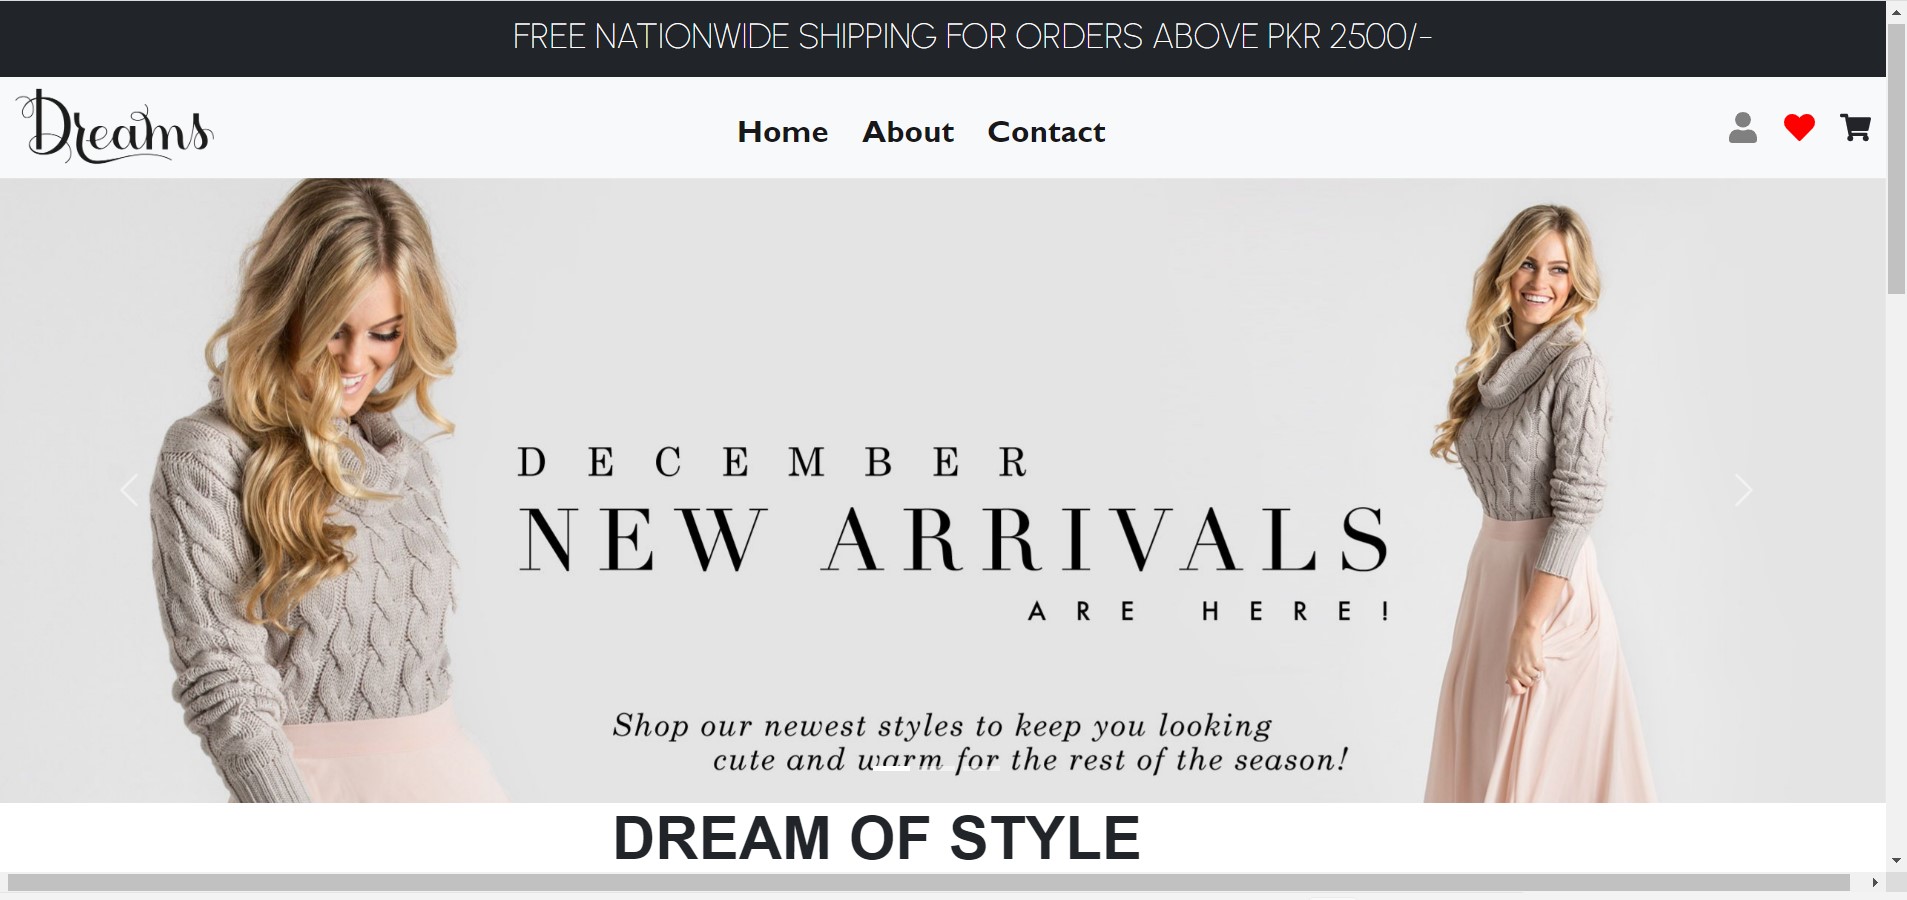 FREE NATIONWIDE SHIPPING FOR ORDERS ABOVE PKR 2500/-
Dreams
Home About Contact
DECEMBER
NEW ARRIVALS
ARE HERE!
Shop our newest styles to keep you looking
cute and warm for the rest of the season!
DREAM OF STYLE